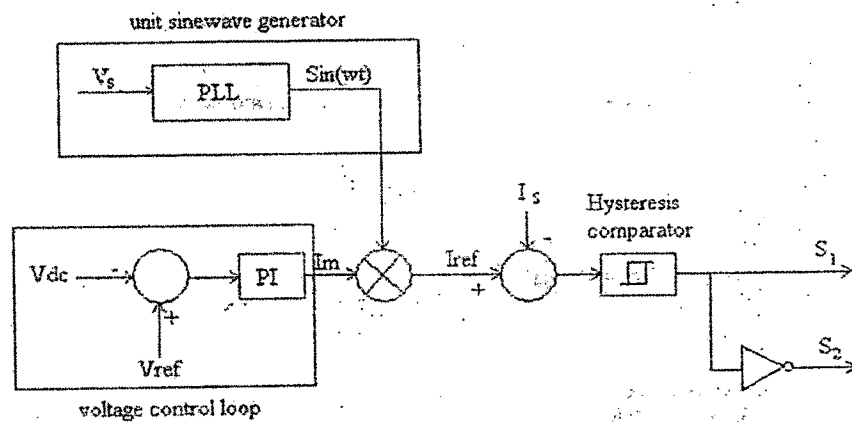 unit sinewave generator
Vs
PLL
Sin(wt)
Is
-
Hysteresis
comparator
S1
Vdc
-
PI
Im
Iref
+
+
Vref
S2
voltage control loop